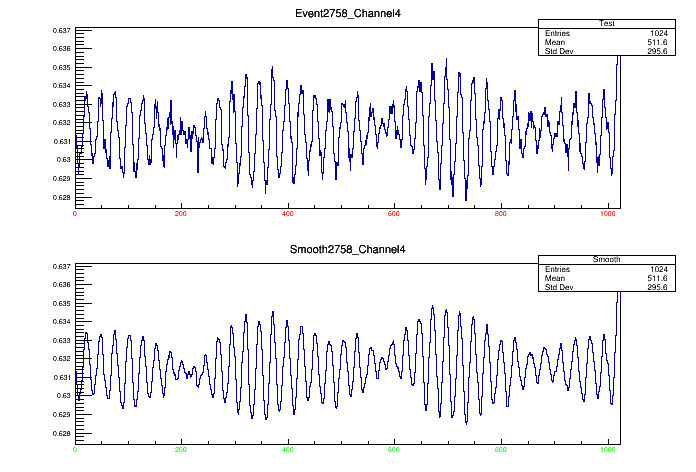 Event2758_Channel4
Test
Entries 1024
Mean 511.6
Std Dev 295.6
0.637
0.636
0.635
0.634
0.633
0.632
0.631
0.63
0.629
0.628
0 200 400 600 800 1000
Smooth2758_Channel4
Smooth
Entries 1024
Mean 511.6
Std Dev 295.6
0.637
0.636
0.635
0.634
0.633
0.632
0.631
0.63
0.629
0.628
0 200 400 600 800 1000